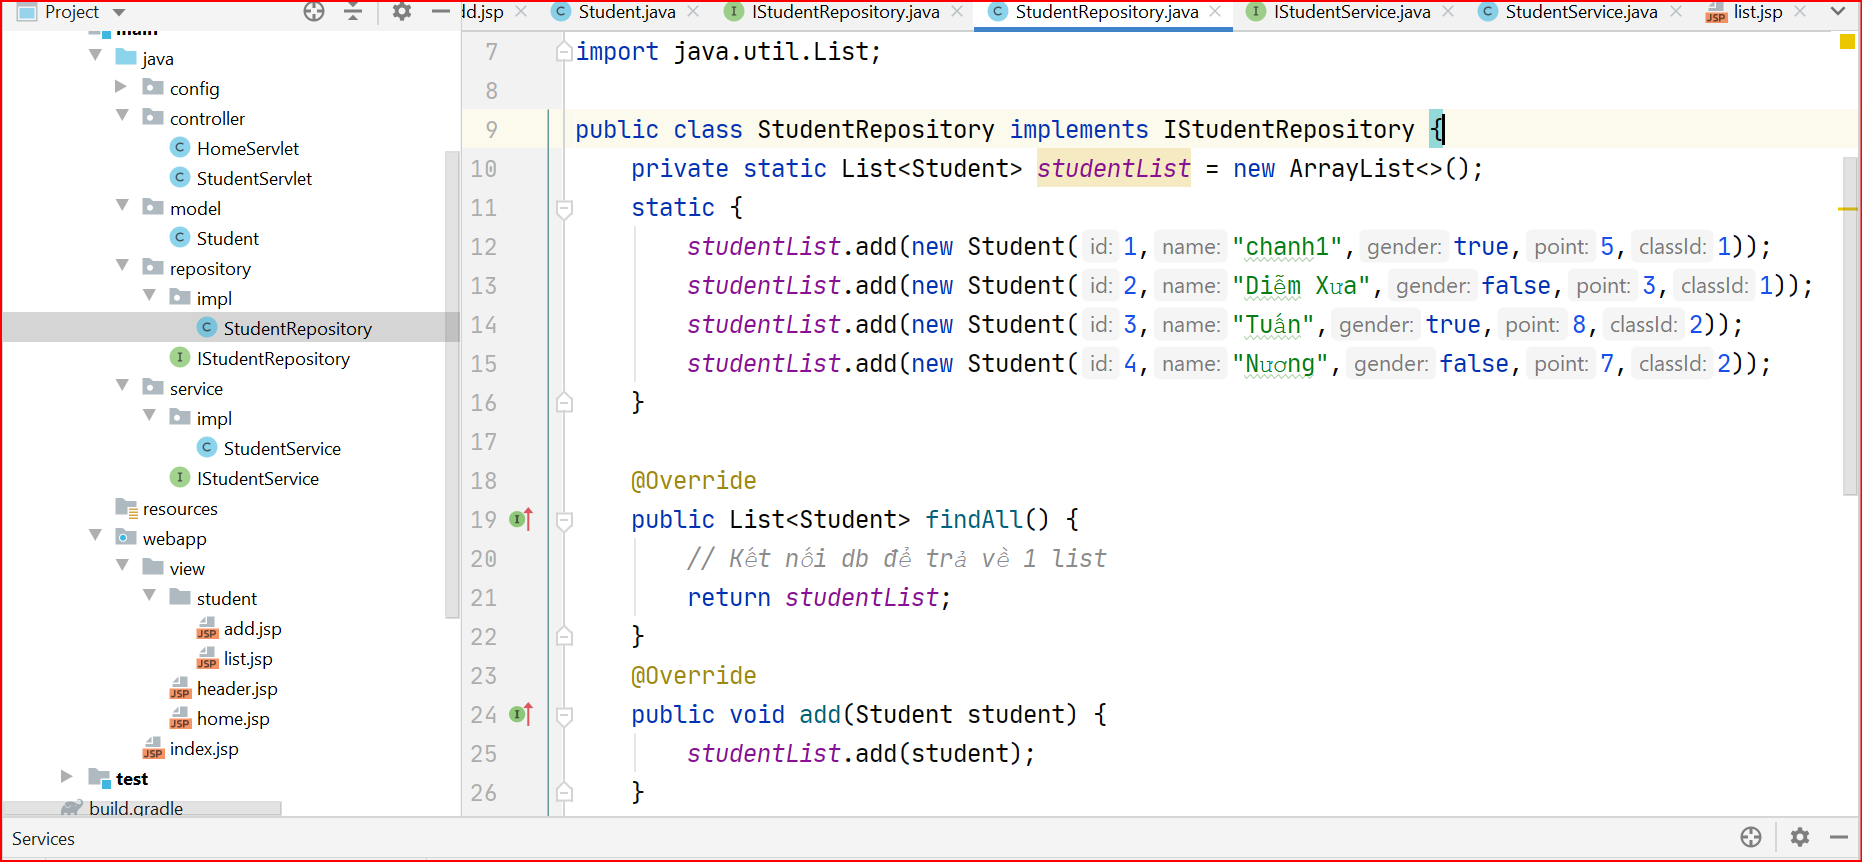 Project
dd.jsp
Student.java
IStudentRepository.java
StudentRepository.java
IStudentService.java
StudentService.java
list.jsp
main
java
config
controller
HomeServlet
StudentServlet
model
Student
repository
impl
StudentRepository
IStudentRepository
service
impl
StudentService
IStudentService
resources
webapp
view
student
add.jsp
list.jsp
header.jsp
home.jsp
index.jsp
test
build.gradle
7 import java.util.List;
8
9 public class StudentRepository implements IStudentRepository {
10 private static List<Student> studentList = new ArrayList<>();
11 static {
12 studentList.add(new Student( id: 1, name: "chanh1", gender: true, point: 5, classId: 1));
13 studentList.add(new Student( id: 2, name: "Diễm Xưa", gender: false, point: 3, classId: 1));
14 studentList.add(new Student( id: 3, name: "Tuấn", gender: true, point: 8, classId: 2));
15 studentList.add(new Student( id: 4, name: "Nương", gender: false, point: 7, classId: 2));
16 }
17
18 @Override
19 public List<Student> findAll() {
20 // Kết nối db để trả về 1 list
21 return studentList;
22 }
23 @Override
24 public void add(Student student) {
25 studentList.add(student);
26 }
Services